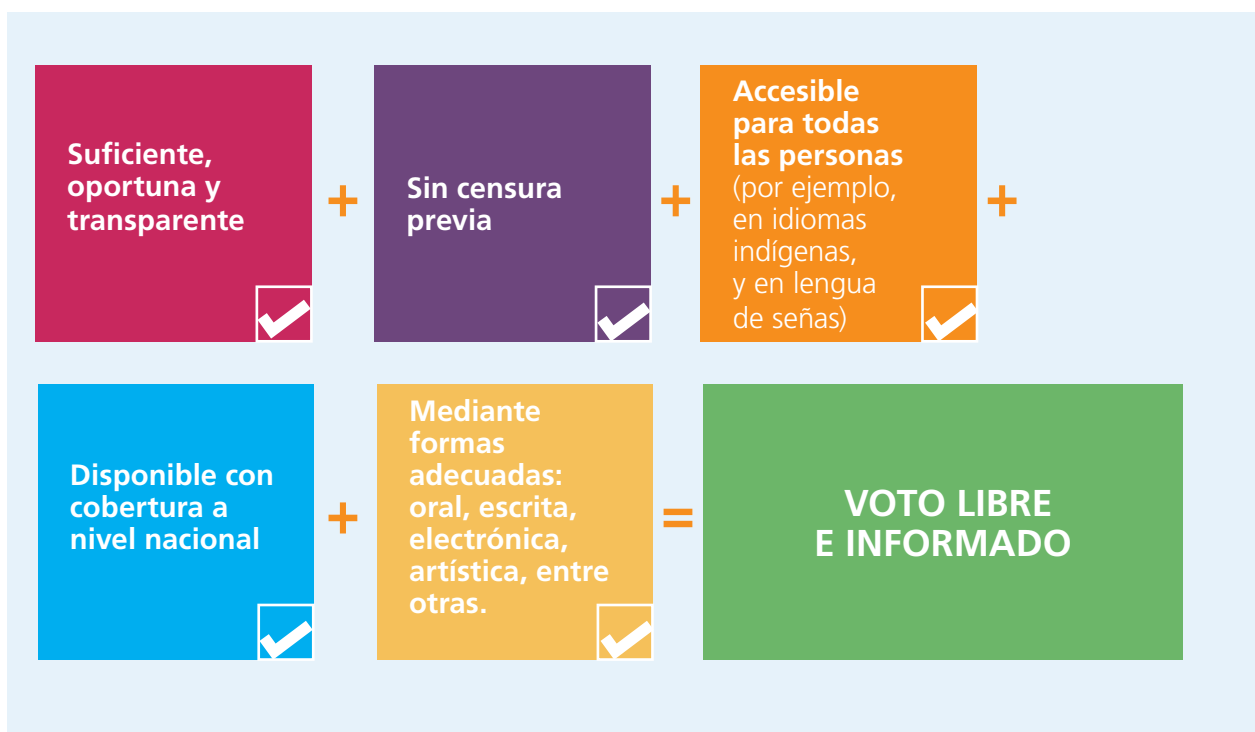 Suficiente,
oportuna y
transparente
+
Sin censura
previa
+
Accesible
para todas
las personas
(por ejemplo,
en idiomas
indígenas,
y en lengua
de señas)
+
Disponible con
cobertura a
nivel nacional
+
Mediante
formas
adecuadas:
oral, escrita,
electrónica,
artística, entre
otras.
=
VOTO LIBRE
E INFORMADO